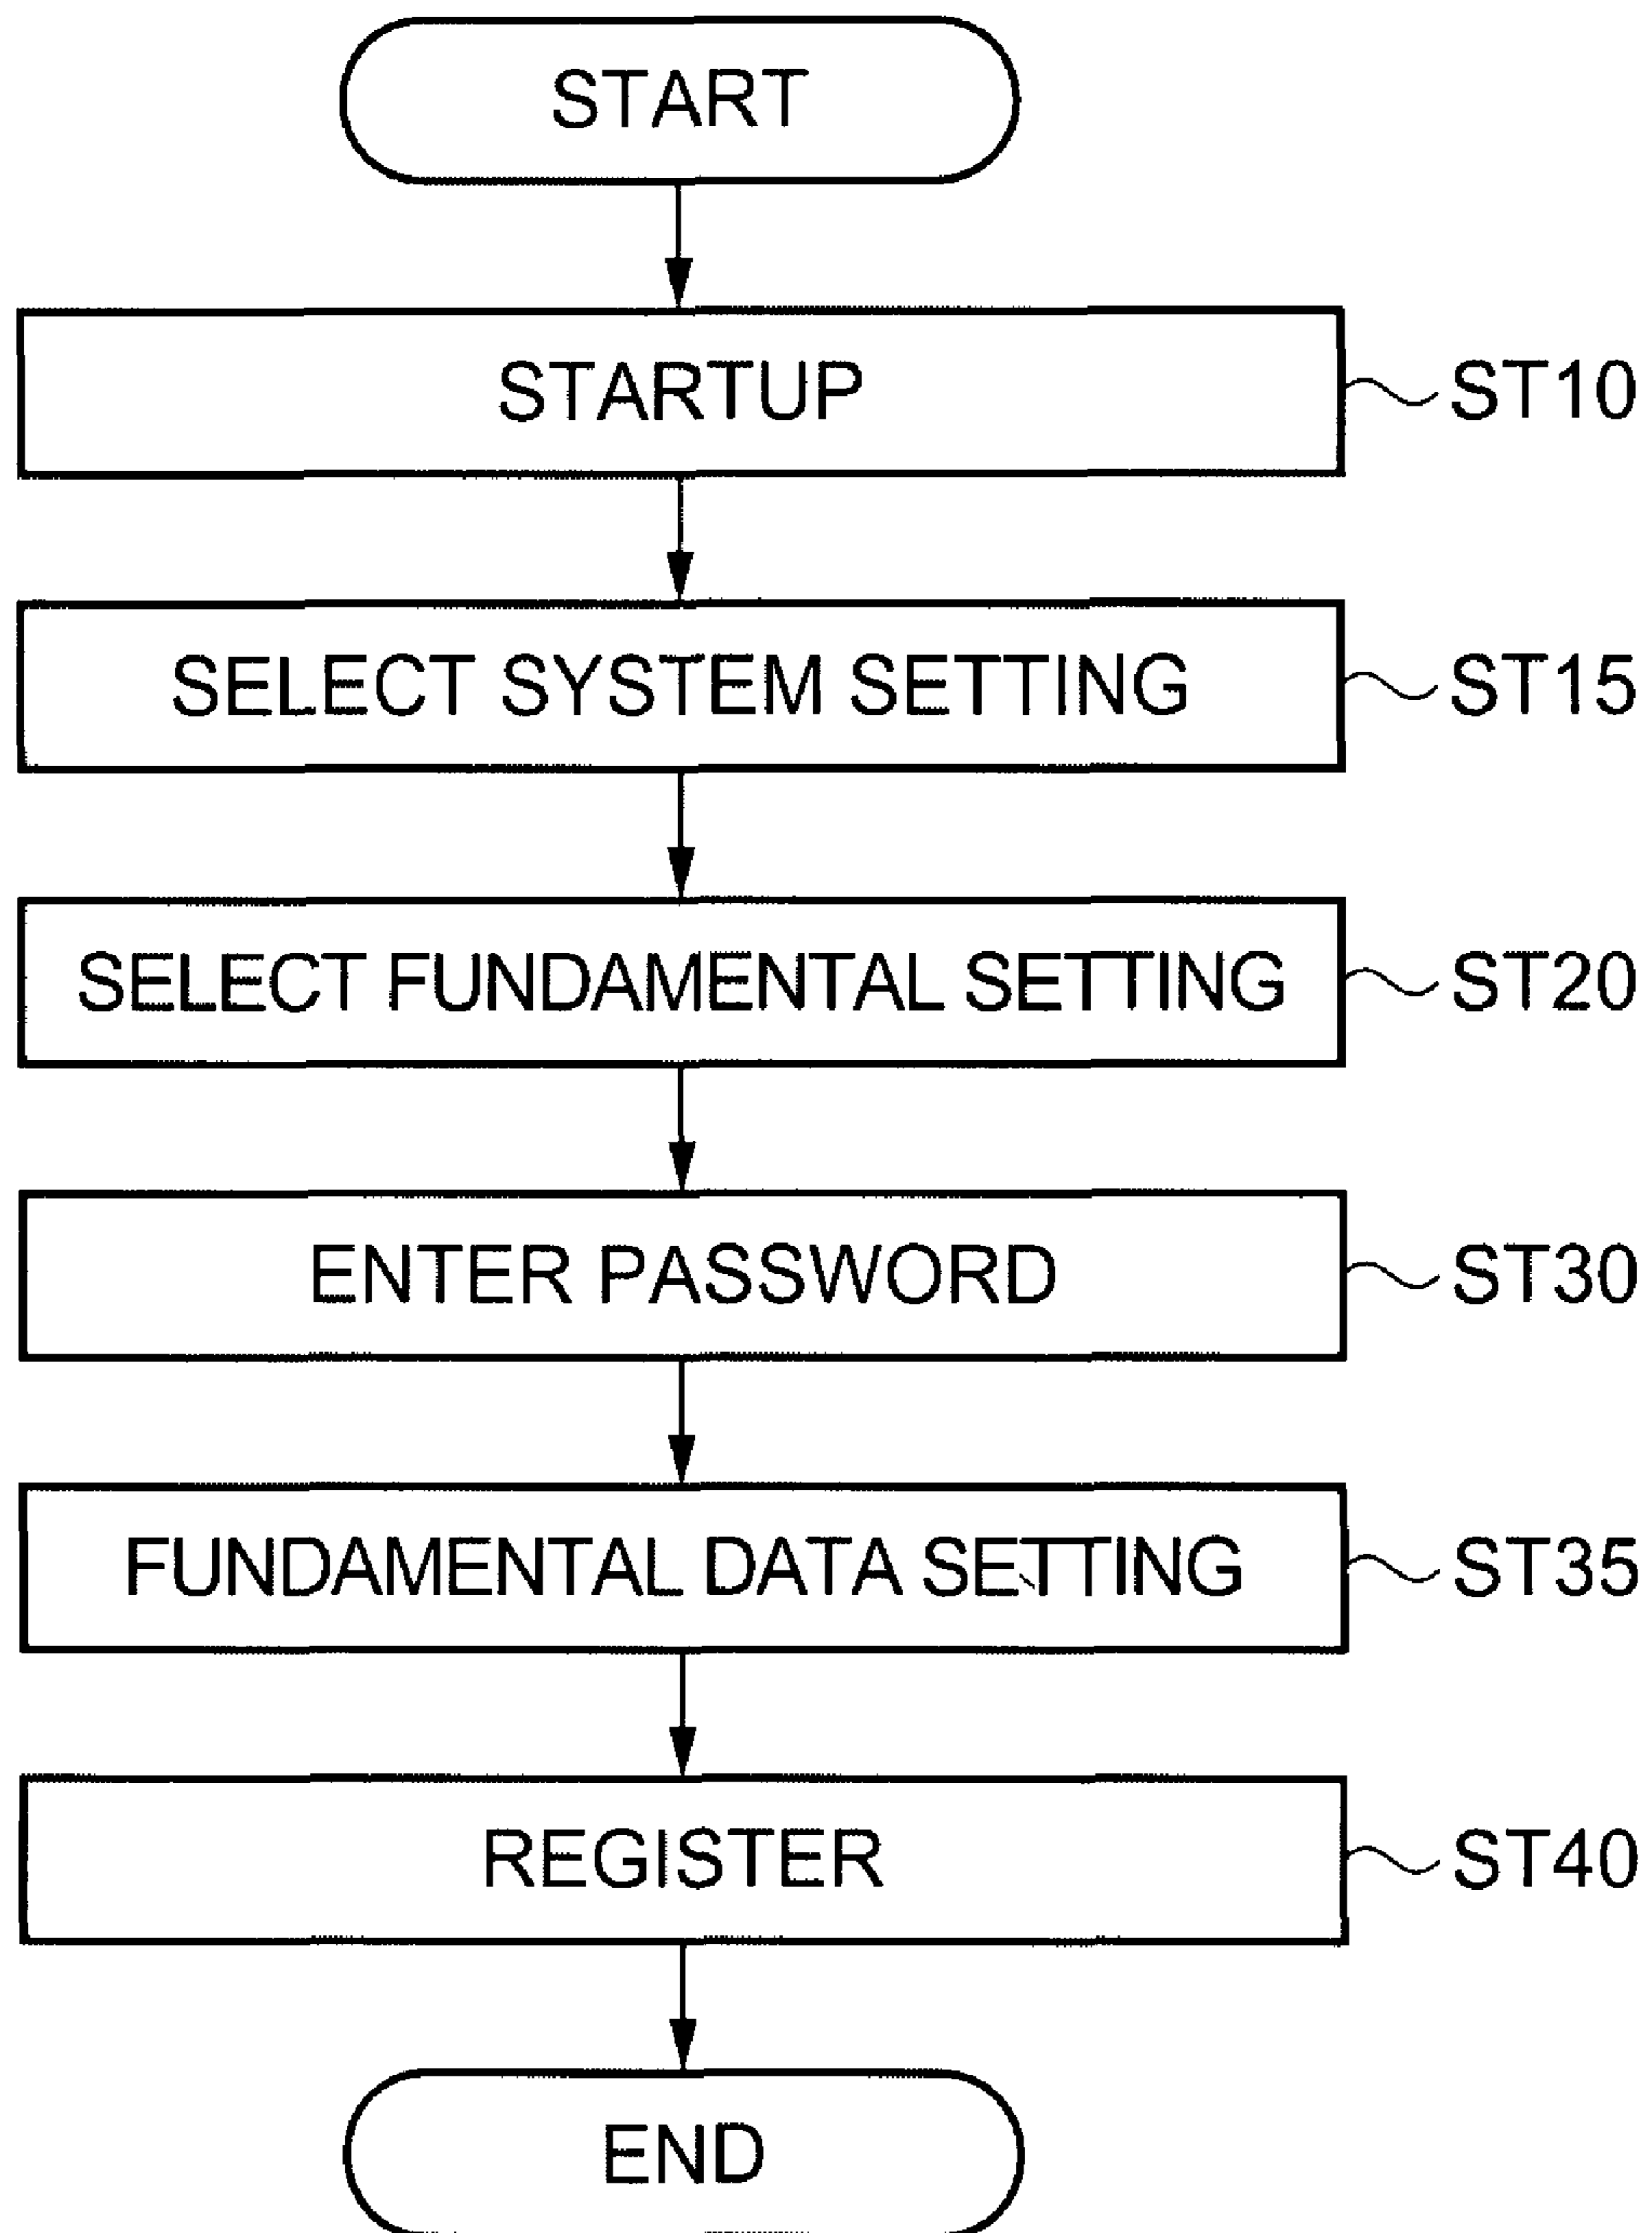 START
STARTUP
ST10
SELECT SYSTEM SETTING
ST15
SELECT FUNDAMENTAL SETTING
ST20
ENTER PASSWORD
ST30
FUNDAMENTAL DATA SETTING
ST35
REGISTER
ST40
END